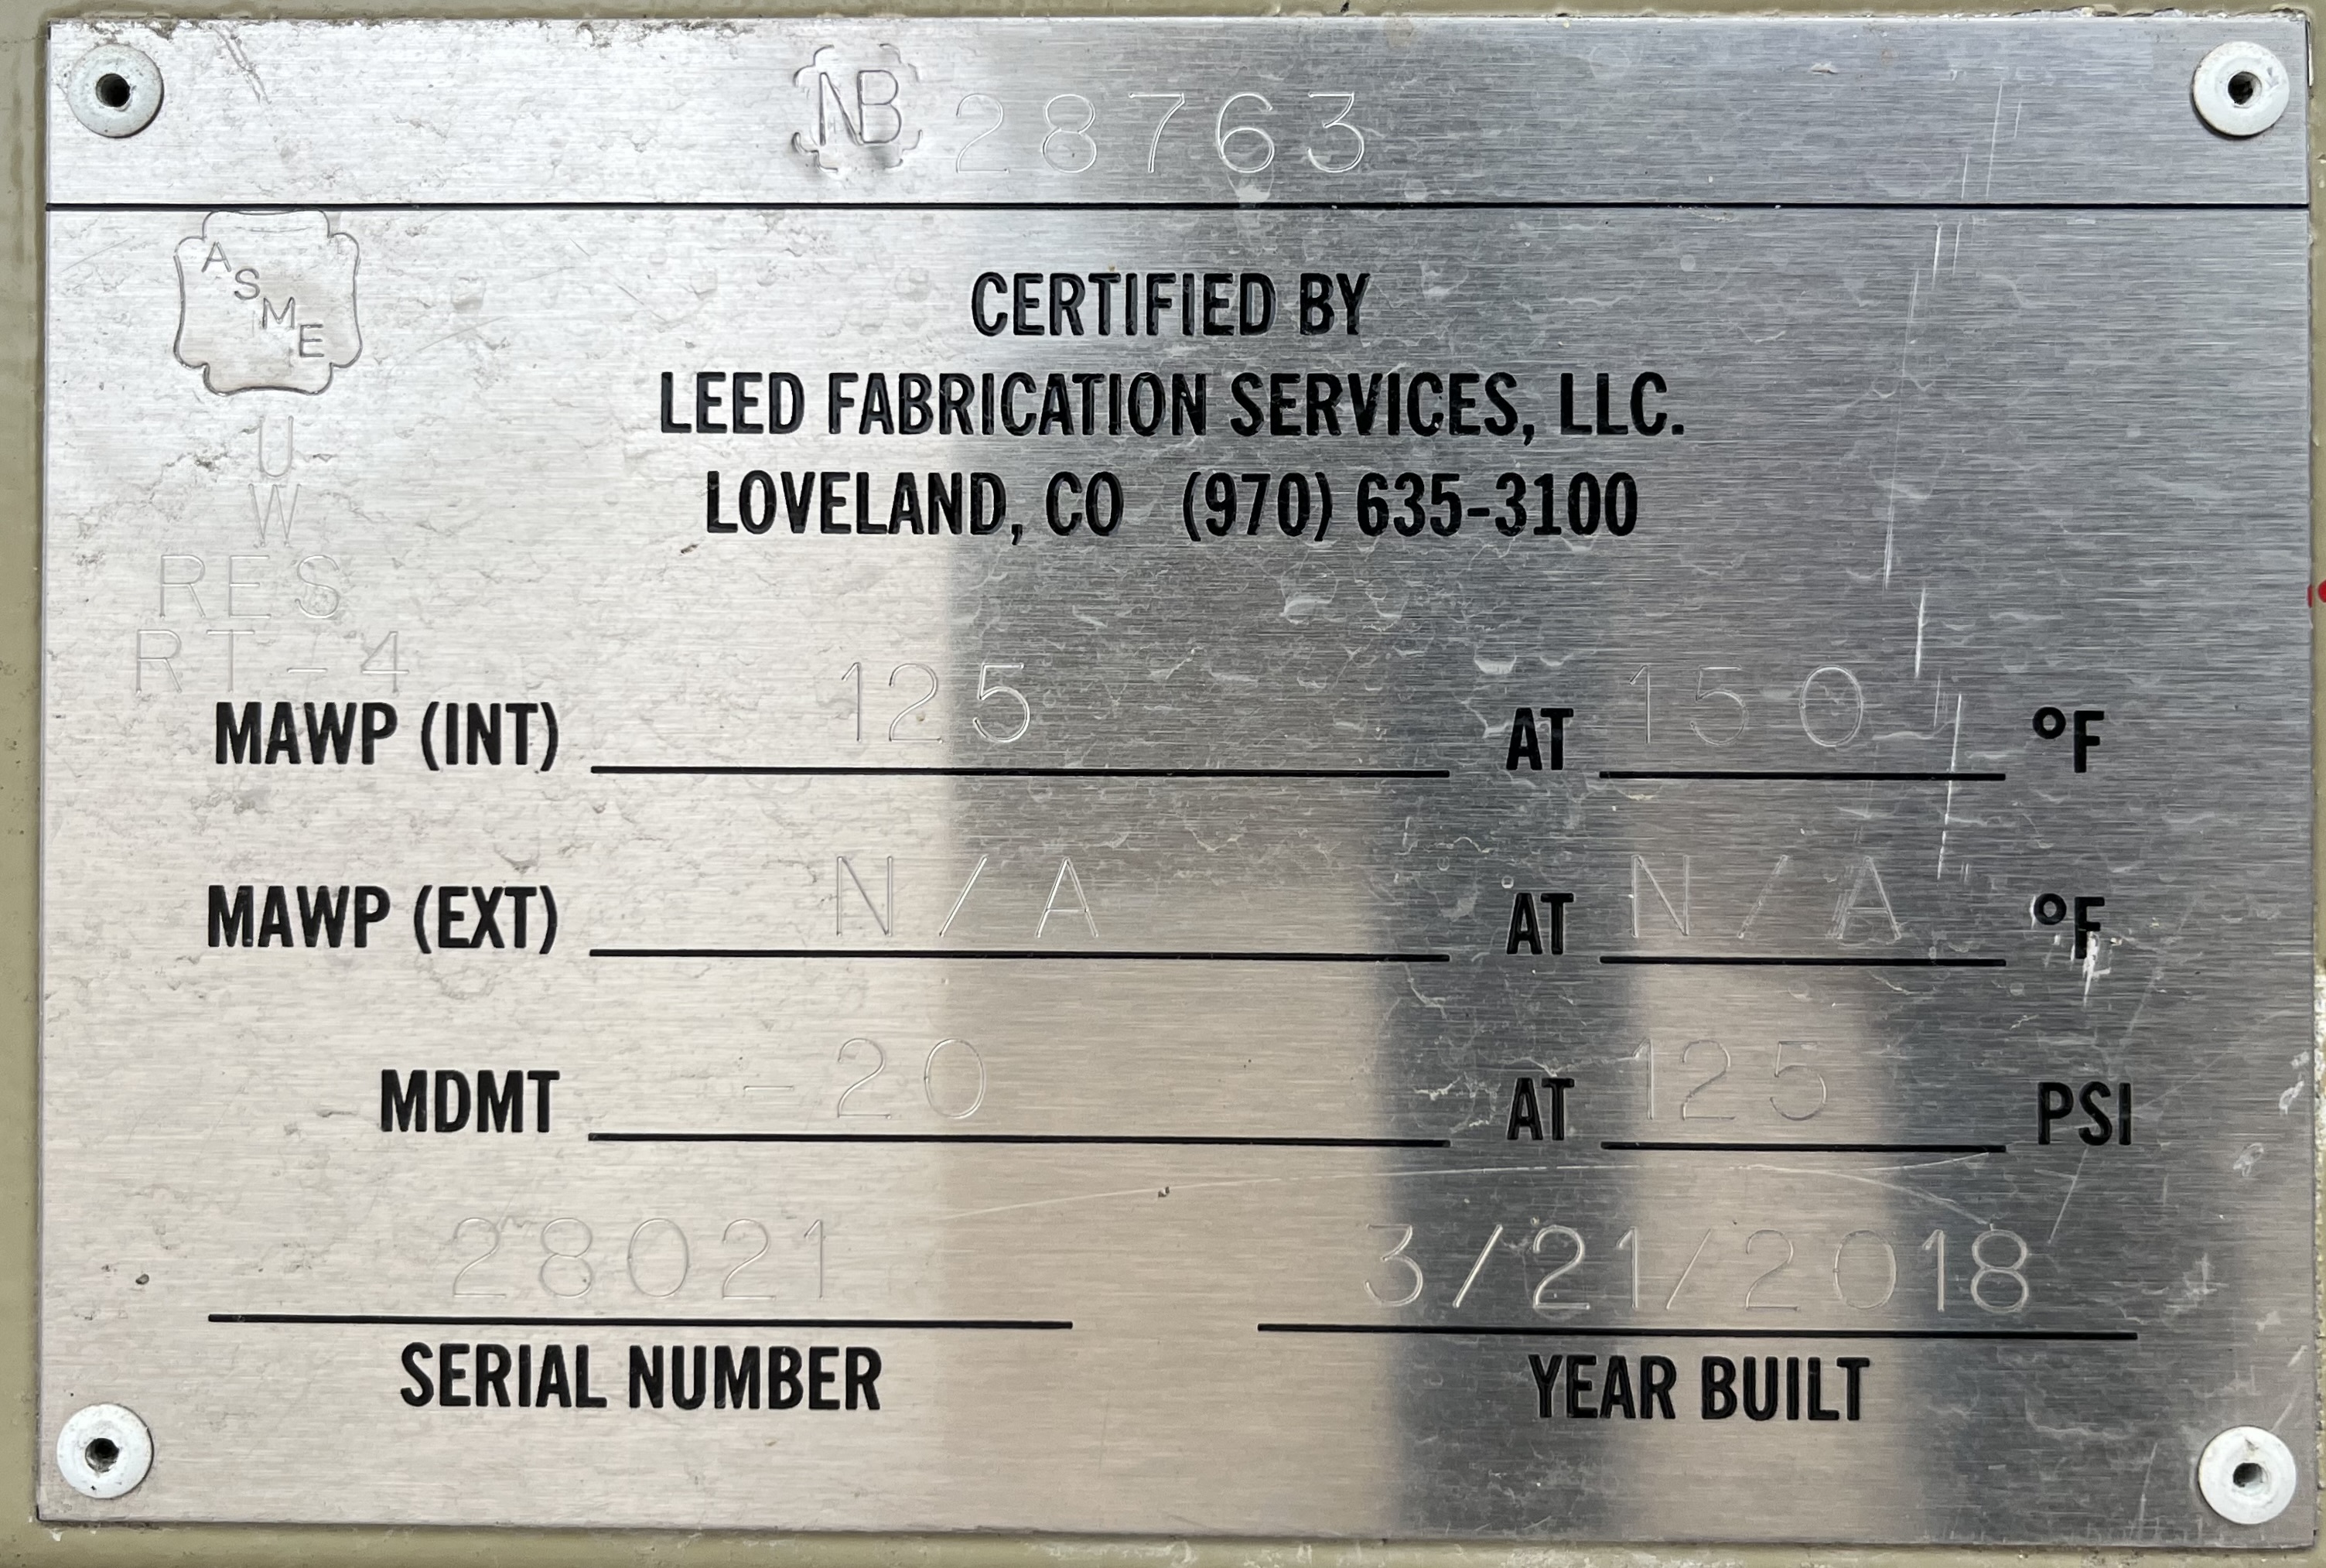 NB 28763
ASME
CERTIFIED BY
LEED FABRICATION SERVICES, LLC.
LOVELAND, CO (970) 635-3100
U
W
RES
RT-4
MAWP (INT) 125 AT 150 °F
MAWP (EXT) N/A AT N/A °F
MDMT -20 AT 125 PSI
28021 3/21/2018
SERIAL NUMBER YEAR BUILT